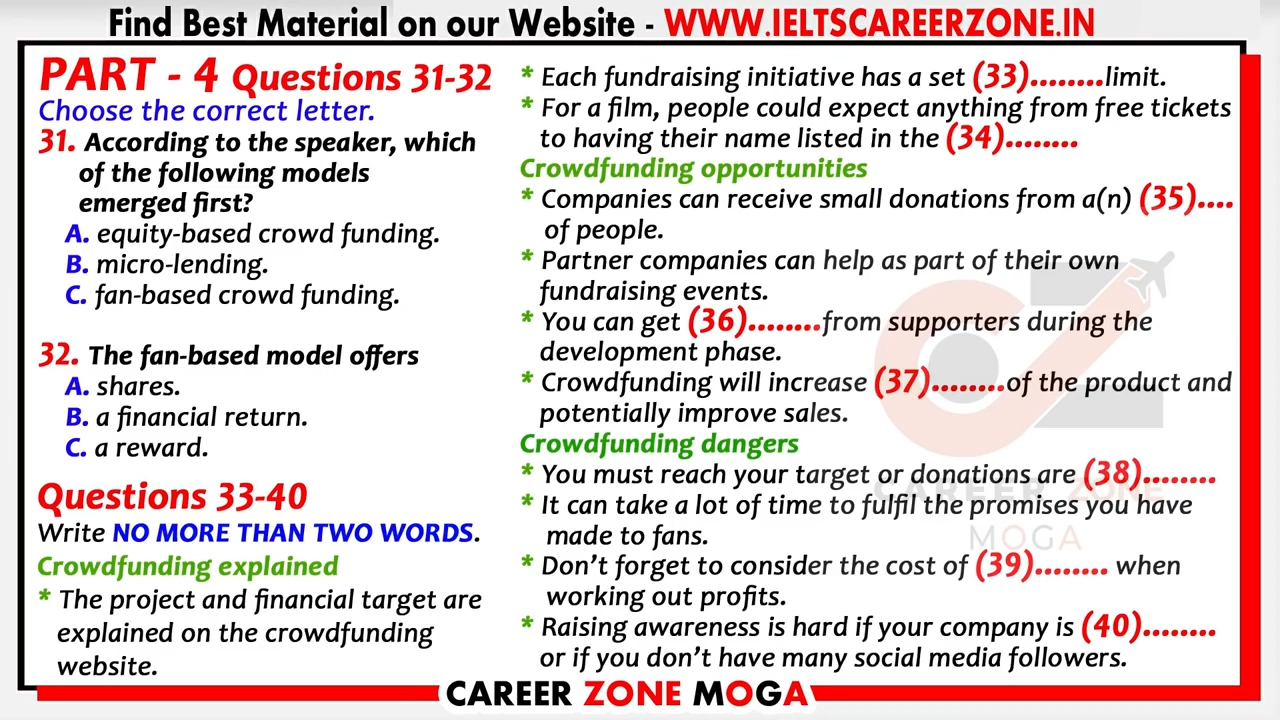 Find Best Material on our Website - WWW.IELTSCAREERZONE.IN
PART - 4 Questions 31-32
Choose the correct letter.
31. According to the speaker, which
of the following models
emerged first?
A. equity-based crowd funding.
B. micro-lending.
C. fan-based crowd funding.
32. The fan-based model offers
A. shares.
B. a financial return.
C. a reward.
Questions 33-40
Write NO MORE THAN TWO WORDS.
Crowdfunding explained
* The project and financial target are
explained on the crowdfunding
website.
* Each fundraising initiative has a set (33)........limit.
* For a film, people could expect anything from free tickets
to having their name listed in the (34)........
Crowdfunding opportunities
* Companies can receive small donations from a(n) (35)....
of people.
* Partner companies can help as part of their own
fundraising events.
* You can get (36)........from supporters during the
development phase.
* Crowdfunding will increase (37)........of the product and
potentially improve sales.
Crowdfunding dangers
* You must reach your target or donations are (38)........
* It can take a lot of time to fulfil the promises you have
made to fans.
* Don't forget to consider the cost of (39)........ when
working out profits.
* Raising awareness is hard if your company is (40)........
or if you don't have many social media followers.
CAREER ZONE
MOGA
CAREER ZONE MOGA